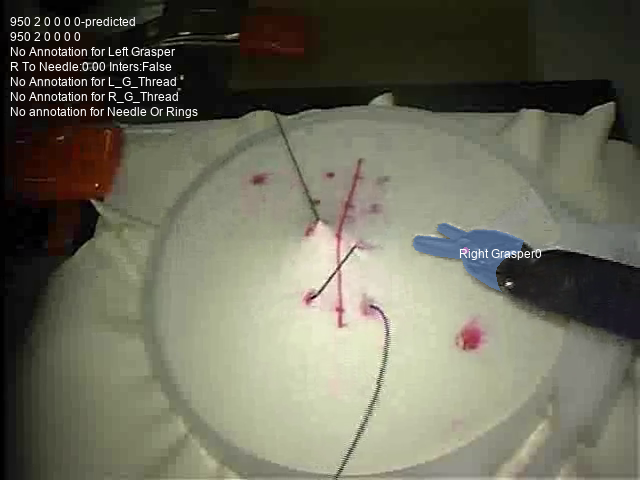 950 2 0 0 0 0-predicted
950 2 0 0 0 0
No Annotation for Left Grasper
R To Needle:0:00 Inters:False
No Annotation for L_G_Thread
No Annotation for R_G_Thread
No annotation for Needle Or Rings
Right Grasper0